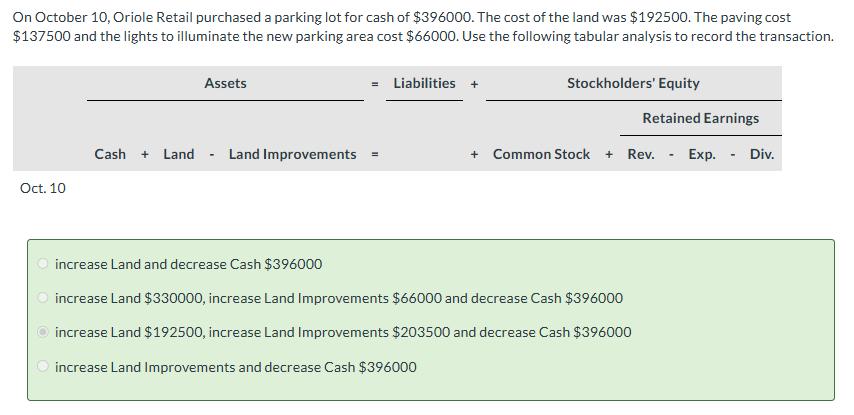 On October 10, Oriole Retail purchased a parking lot for cash of $396000. The cost of the land was $192500. The paving cost
$137500 and the lights to illuminate the new parking area cost $66000. Use the following tabular analysis to record the transaction.
Assets = Liabilities + Stockholders' Equity
Retained Earnings
Cash + Land - Land Improvements = + Common Stock + Rev. - Exp. - Div.
Oct. 10
increase Land and decrease Cash $396000
increase Land $330000, increase Land Improvements $66000 and decrease Cash $396000
increase Land $192500, increase Land Improvements $203500 and decrease Cash $396000
increase Land Improvements and decrease Cash $396000